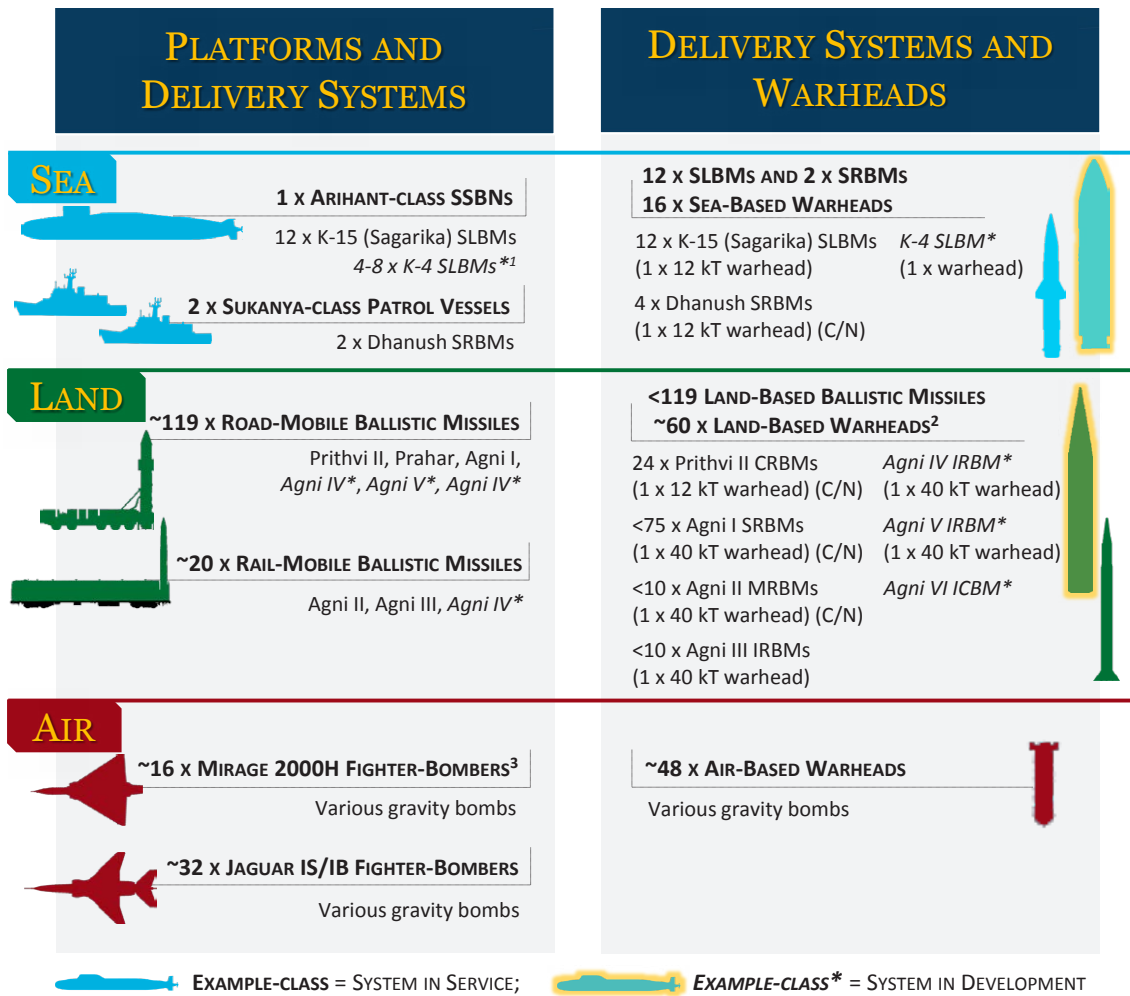 PLATFORMS AND
DELIVERY SYSTEMS
DELIVERY SYSTEMS AND
WARHEADS
SEA
1 X ARIHANT-CLASS SSBNS
12 x K-15 (Sagarika) SLBMs
4-8 x K-4 SLBMs*1
2 X SUKANYA-CLASS PATROL VESSELS
2 x Dhanush SRBMs
12 X SLBMS AND 2 X SRBMS
16 X SEA-BASED WARHEADS
12 x K-15 (Sagarika) SLBMs
(1 x 12 kT warhead)
4 x Dhanush SRBMs
(1 x 12 kT warhead) (C/N)
K-4 SLBM*
(1 x warhead)
LAND
~119 X ROAD-MOBILE BALLISTIC MISSILES
Prithvi II, Prahar, Agni I,
Agni IV*, Agni V*, Agni IV*
~20 X RAIL-MOBILE BALLISTIC MISSILES
Agni II, Agni III, Agni IV*
<119 LAND-BASED BALLISTIC MISSILES
~60 X LAND-BASED WARHEADS2
24 x Prithvi II CRBMs
(1 x 12 kT warhead) (C/N)
<75 x Agni I SRBMs
(1 x 40 kT warhead) (C/N)
<10 x Agni II MRBMs
(1 x 40 kT warhead) (C/N)
<10 x Agni III IRBMs
(1 x 40 kT warhead)
Agni IV IRBM*
(1 x 40 kT warhead)
Agni V IRBM*
(1 x 40 kT warhead)
Agni VI ICBM*
AIR
~16 X MIRAGE 2000H FIGHTER-BOMBERS3
Various gravity bombs
~32 X JAGUAR IS/IB FIGHTER-BOMBERS
Various gravity bombs
~48 X AIR-BASED WARHEADS
Various gravity bombs
EXAMPLE-CLASS = SYSTEM IN SERVICE;
EXAMPLE-CLASS* = SYSTEM IN DEVELOPMENT